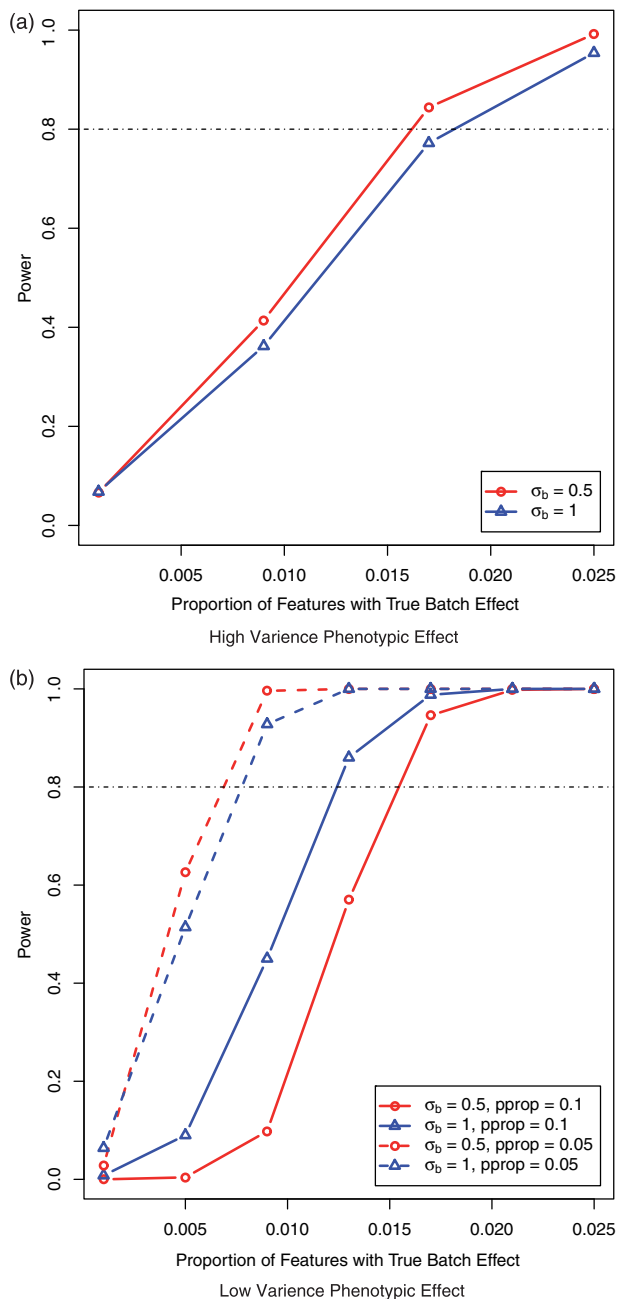 (a)
1.0
0.8
0.6
0.4
0.2
0.0
Power
σb = 0.5
σb = 1
0.005 0.010 0.015 0.020 0.025
Proportion of Features with True Batch Effect
High Varience Phenotypic Effect
(b)
1.0
0.8
0.6
0.4
0.2
0.0
Power
σb = 0.5, pprop = 0.1
σb = 1, pprop = 0.1
σb = 0.5, pprop = 0.05
σb = 1, pprop = 0.05
0.005 0.010 0.015 0.020 0.025
Proportion of Features with True Batch Effect
Low Varience Phenotypic Effect